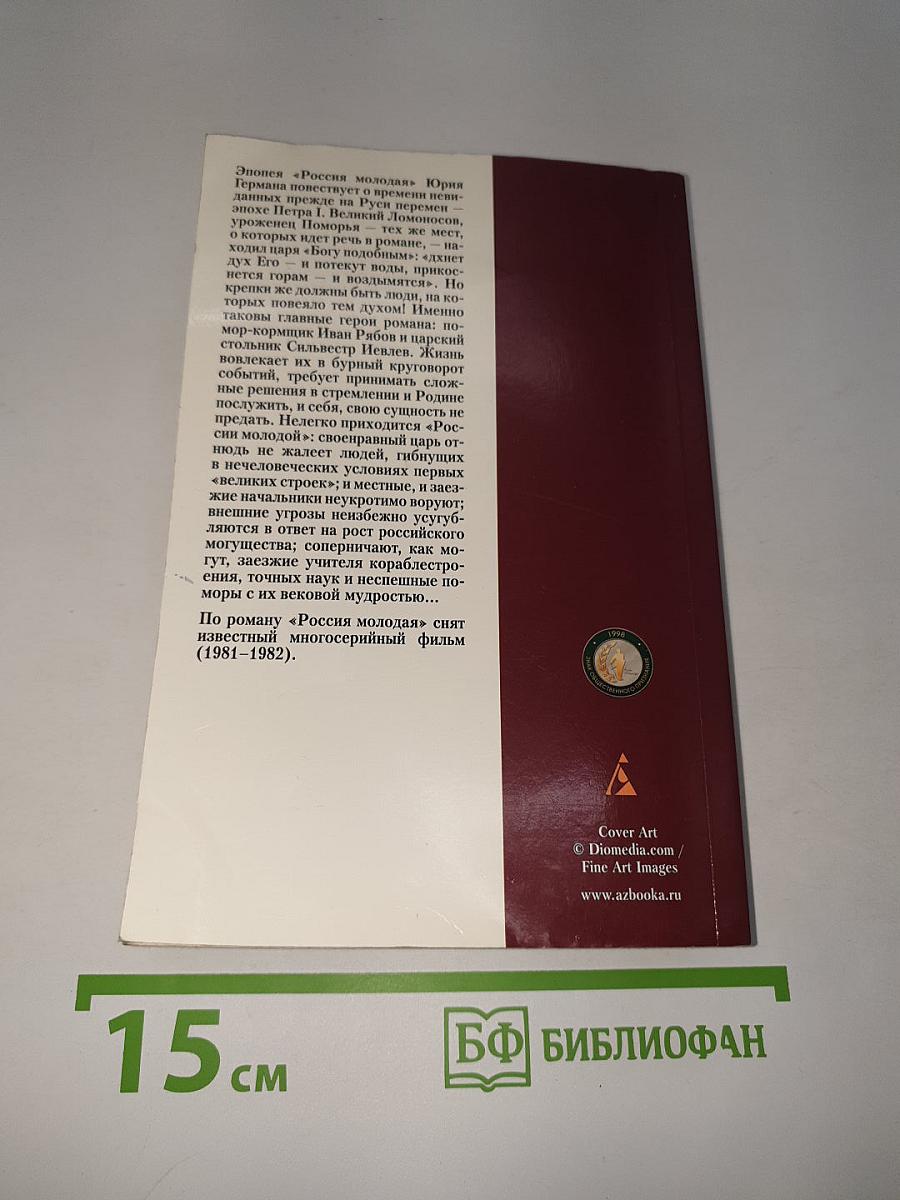 Эпопея «Россия молодая» Юрия
Германа повествует о времени неви-
данных прежде на Руси перемен —
эпохе Петра I. Великий Ломоносов,
уроженец Поморья — тех же мест,
о которых идет речь в романе, — на-
ходил царя «Богу подобным»: «дхнет
дух Его — и потекут воды, прикос-
нется горам — и воздымятся». Но
крепки же должны быть люди, на ко-
торых повеяло тем духом! Именно
таковы главные герои романа: по-
мор-кормщик Иван Рябов и царский
стольник Сильвестр Иевлев. Жизнь
вовлекает их в бурный круговорот
событий, требует принимать слож-
ные решения в стремлении и Родине
послужить, и себя, свою сущность не
предать. Нелегко приходится «Рос-
сии молодой»: своенравный царь от-
нюдь не жалеет людей, гибнущих
в нечеловеческих условиях первых
«великих строек»; и местные, и заез-
жие начальники неукротимо воруют;
внешние угрозы неизбежно усугуб-
ляются в ответ на рост российского
могущества; соперничают, как мо-
гут, заезжие учителя кораблестро-
ения, точных наук и неспешные по-
моры с их вековой мудростью...
По роману «Россия молодая» снят
известный многосерийный фильм
(1981–1982).
1998
ЗНАК ОБЩЕСТВЕННОГО ПРИЗНАНИЯ
Cover Art
© Diomedia.com /
Fine Art Images
www.azbooka.ru
15 см
БФ БИБЛИОФАН